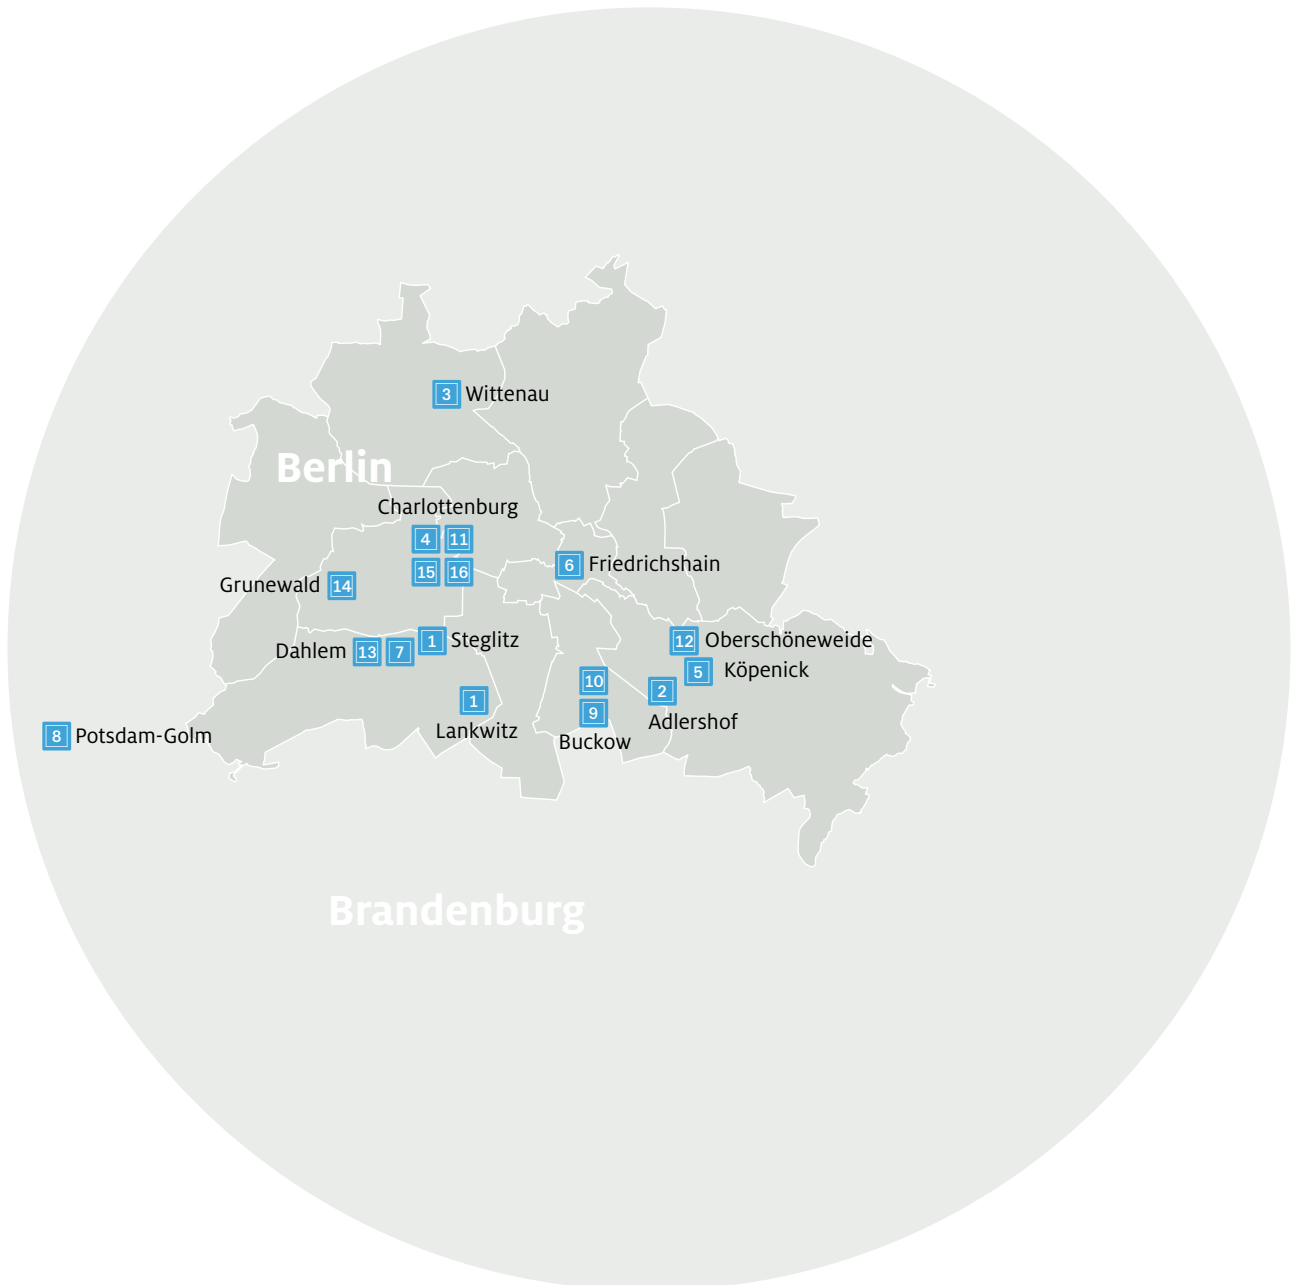 3 Wittenau
Berlin
Charlottenburg
4 11
6 Friedrichshain
15 16
Grunewald 14
1 Steglitz
12 Oberschöneweide
Dahlem 13 7
5 Köpenick
10
2
1
9
Adlershof
Lankwitz
8 Potsdam-Golm
Buckow
Brandenburg